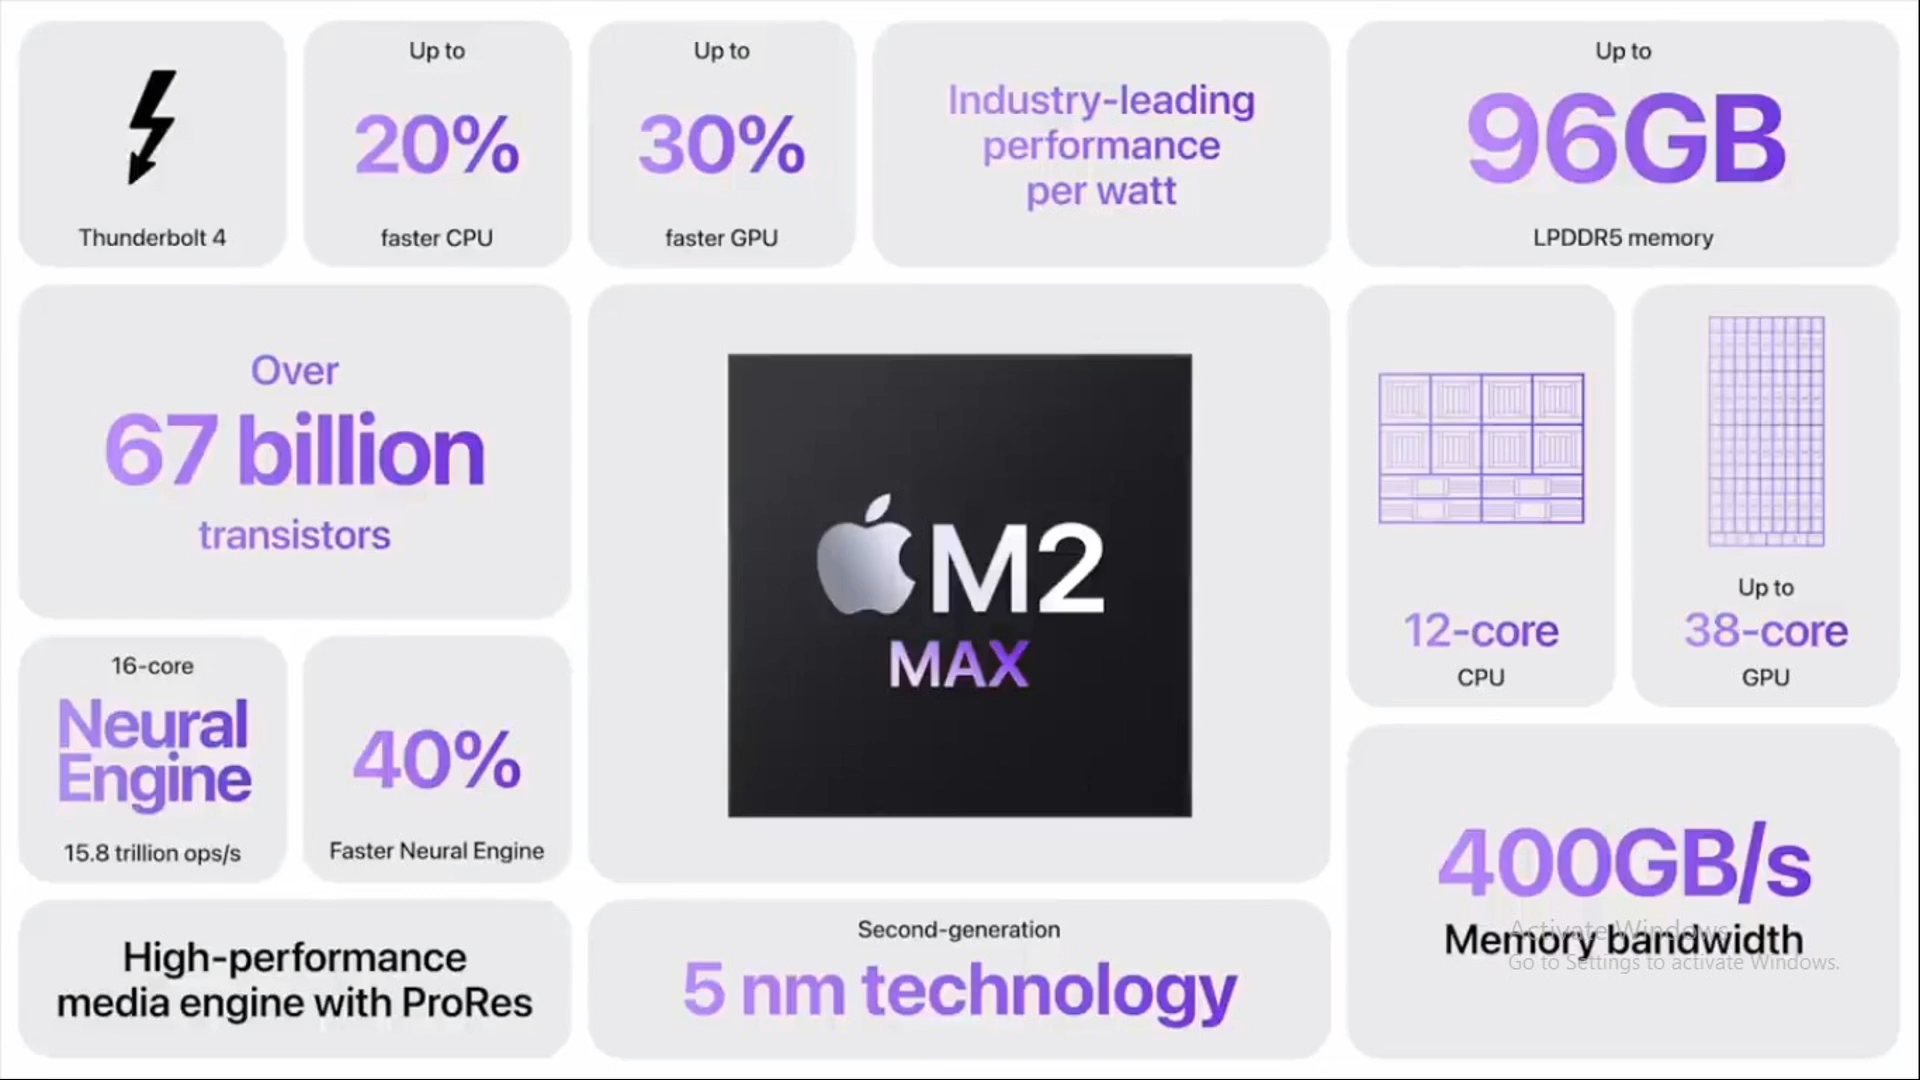 Thunderbolt 4
Up to
20%
faster CPU
Up to
30%
faster GPU
Industry-leading
performance
per watt
Up to
96GB
LPDDR5 memory
Over
67 billion
transistors
M2
MAX
12-core
CPU
Up to
38-core
GPU
16-core
Neural
Engine
15.8 trillion ops/s
40%
Faster Neural Engine
400GB/s
Memory bandwidth
Activate Windows
Go to Settings to activate Windows.
High-performance
media engine with ProRes
Second-generation
5 nm technology